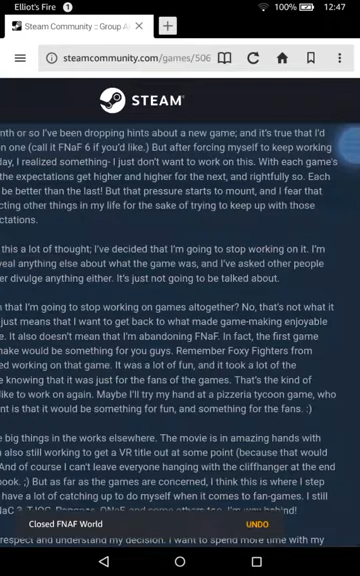 Elliot's Fire 1 100% 12:47
Steam Community :: Group A
steamcommunity.com/games/506
STEAM
nth or so I've been dropping hints about a new game; and it's true that I'd
n one (call it FNaF 6 if you'd like.) But after forcing myself to keep working
day, I realized something- I just don't want to work on this. With each game's
the expectations get higher and higher for the next, and rightfully so. Each
be better than the last! But that pressure starts to mount, and I fear that
cting other things in my life for the sake of trying to keep up with those
ctations.
this a lot of thought; I've decided that I'm going to stop working on it. I'm
veal anything else about what the game was, and I've asked other people
er divulge anything either. It's just not going to be talked about.
n that I'm going to stop working on games altogether? No, that's not what it
just means that I want to get back to what made game-making enjoyable
e. It also doesn't mean that I'm abandoning FNaF. In fact, the first game
make would be something for you guys. Remember Foxy Fighters from
ed working on that game. It was a lot of fun, and it took a lot of the
e knowing that it was just for the fans of the games. That's the kind of
like to work on again. Maybe I'll try my hand at a pizzeria tycoon game, who
nt is that it would be something for fun, and something for the fans. :)
e big things in the works elsewhere. The movie is in amazing hands with
n also still working to get a VR title out at some point (because that would
And of course I can't leave everyone hanging with the cliffhanger at the end
book. ;) But as far as the games are concerned, I think this is where I step
have a lot of catching up to do myself when it comes to fan-games. I still
Closed FNAF World UNDO
respect and understand my decision. I want to spend more time with my